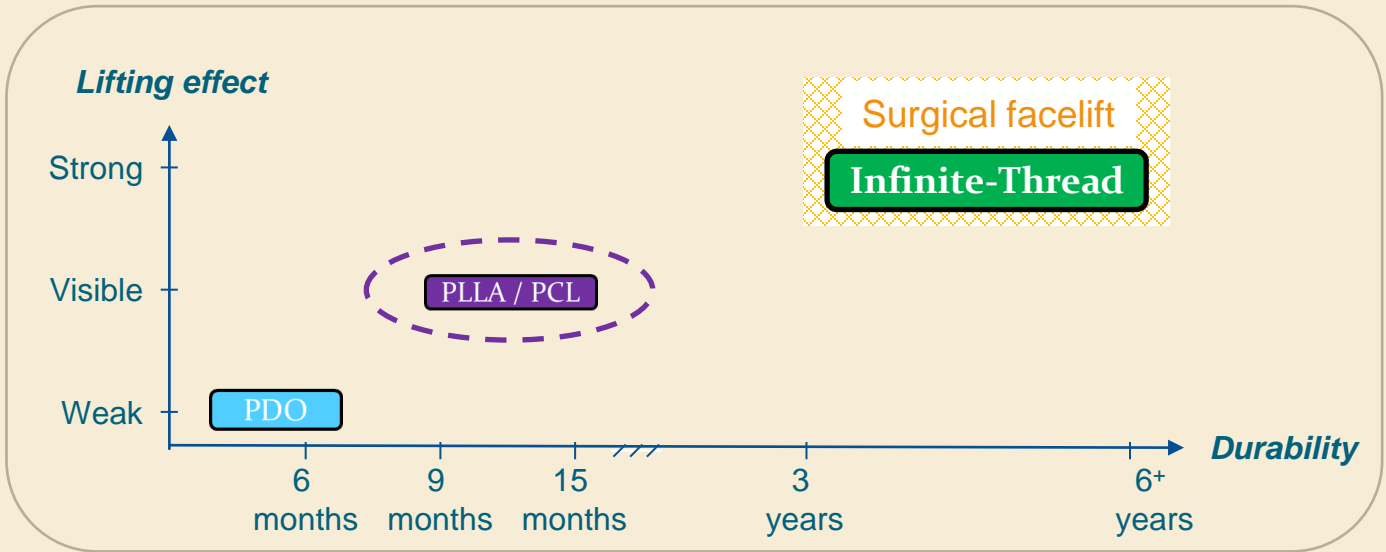 Lifting effect
Surgical facelift
Strong
Infinite-Thread
Visible
PLLA / PCL
Weak
PDO
Durability
6 months
9 months
15 months
3 years
6+ years